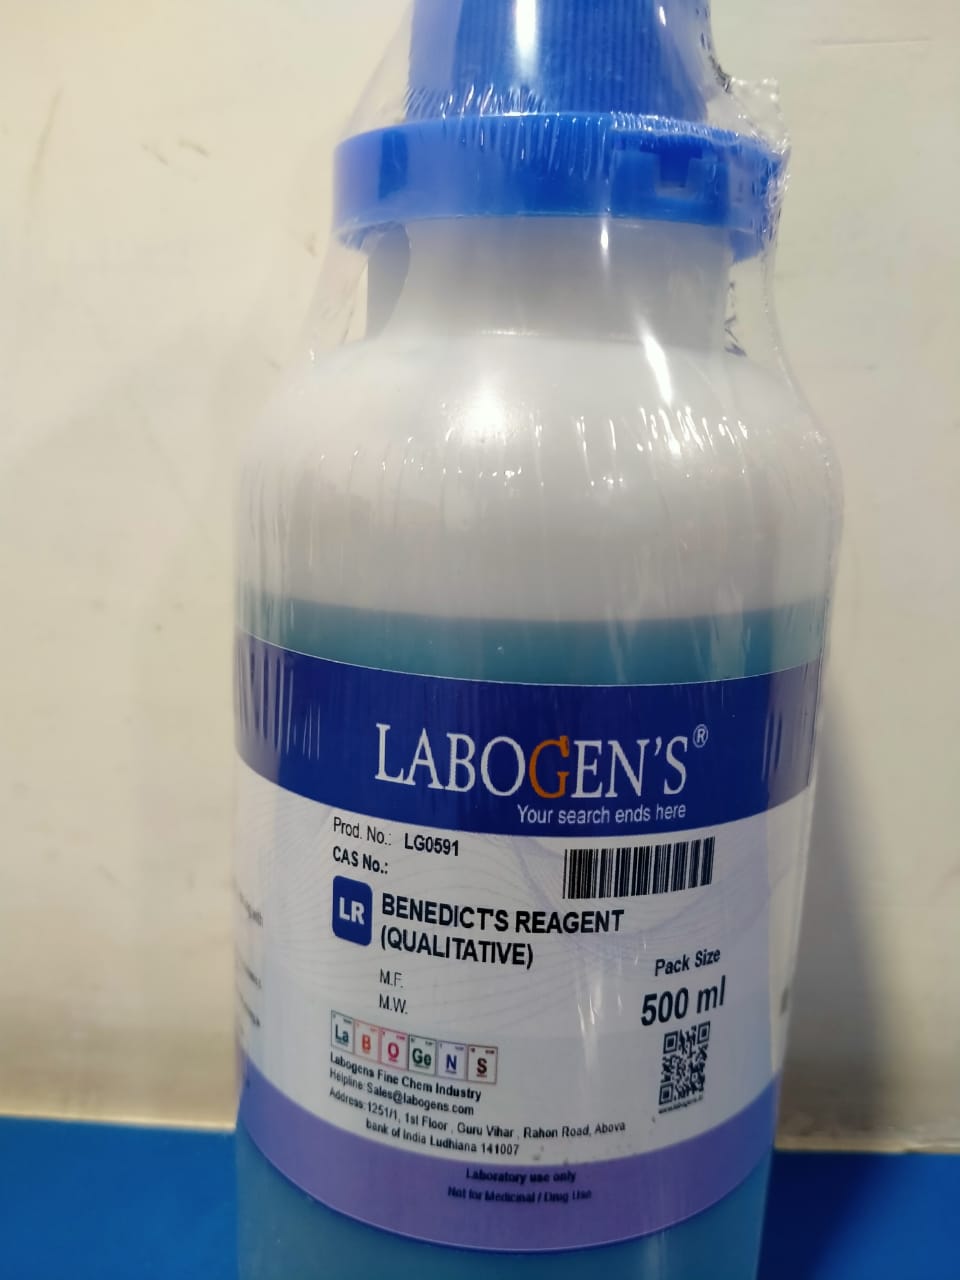 LABOGEN'S®
Your search ends here
Prod. No.: LG0591
CAS No.:
LR
BENEDICT'S REAGENT
(QUALITATIVE)
M.F.
M.W.
Pack Size
500 ml
La B O Ge N S
Labogens Fine Chem Industry
Helpline:Sales@labogens.com
Address:1251/1, 1st Floor , Guru Vihar , Rahon Road, Abova
bank of India Ludhiana 141007
Laboratory use only
Not for Medicinal / Drug Use